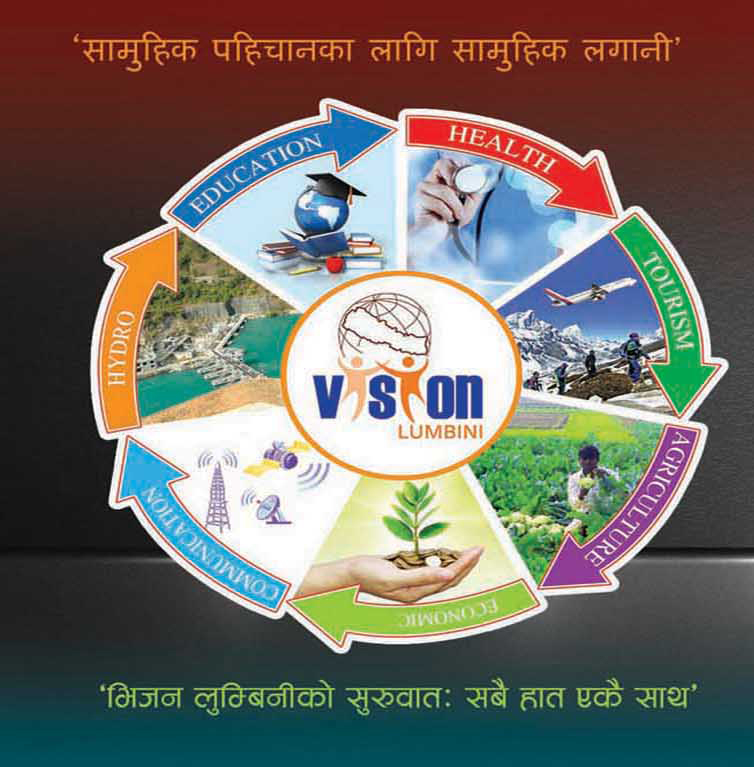 ‘सामुहिक पहिचानका लागि सामुहिक लगानी’
EDUCATION
HEALTH
TOURISM
AGRICULTURE
ECONOMIC
COMMUNICATION
HYDRO
VISION
LUMBINI
‘भिजन लुम्बिनीको सुरुवातः सबै हात एकै साथ’